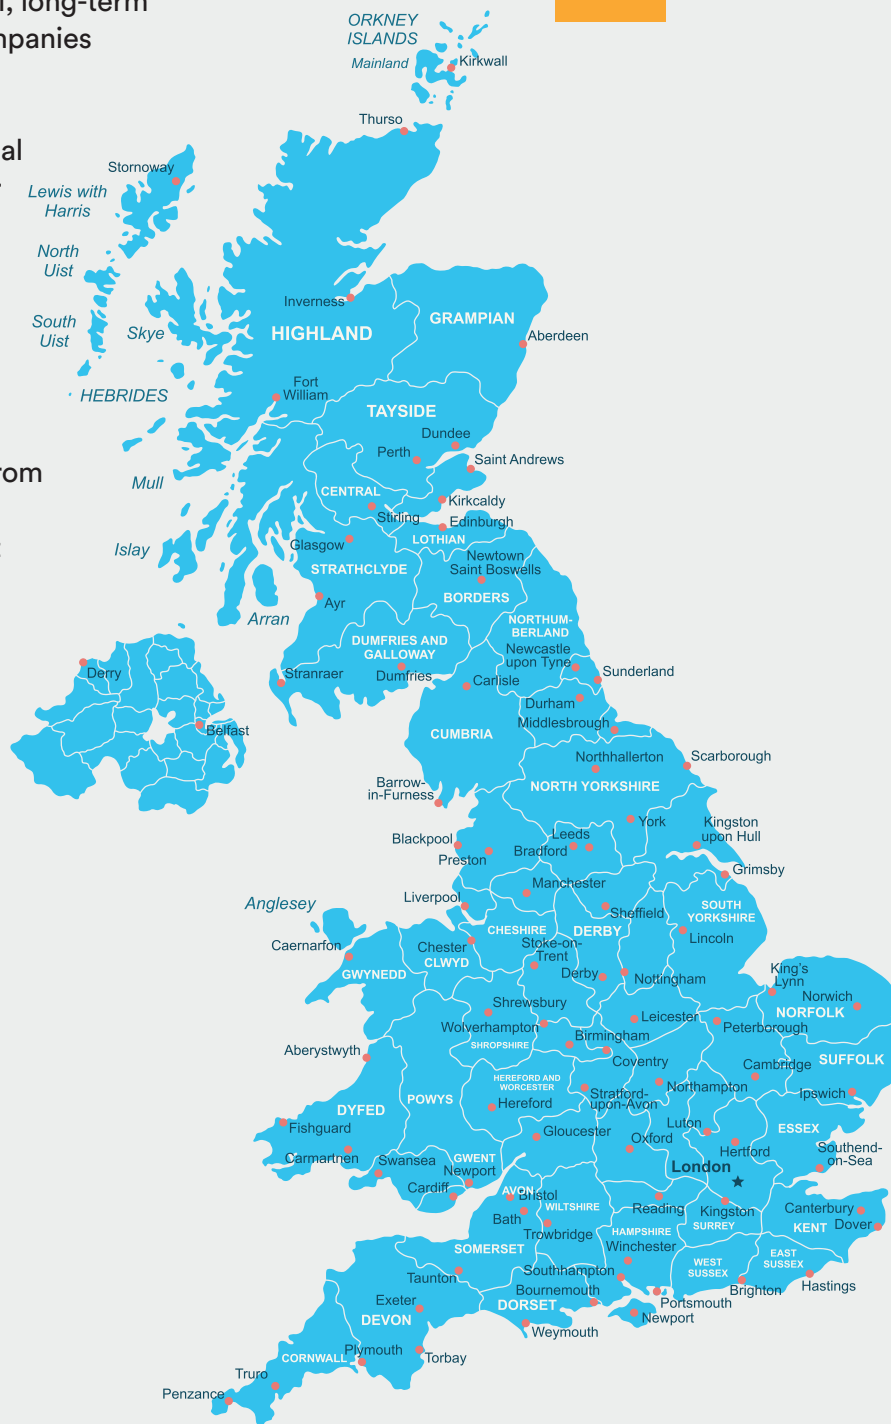 l, long-term
npanies
al
rom
ORKNEY
ISLANDS
Mainland
Kirkwall
Thurso
Stornoway
Lewis with
Harris
North
Uist
South
Uist
Skye
HEBRIDES
Inverness
HIGHLAND
GRAMPIAN
Aberdeen
Fort
William
TAYSIDE
Dundee
Perth
Saint Andrews
Mull
CENTRAL
Kirkcaldy
Stirling
Edinburgh
LOTHIAN
Islay
Glasgow
Newtown
Saint Boswells
STRATHCLYDE
BORDERS
Ayr
Arran
NORTHUM-
BERLAND
DUMFRIES AND
GALLOWAY
Newcastle
upon Tyne
Derry
Stranraer
Dumfries
Carlisle
Sunderland
Durham
Middlesbrough
Belfast
CUMBRIA
Northhallerton
Scarborough
NORTH YORKSHIRE
Barrow-
in-Furness
York
Kingston
upon Hull
Blackpool
Leeds
Bradford
Preston
Grimsby
Manchester
Liverpool
Anglesey
Sheffield
SOUTH
YORKSHIRE
CHESHIRE
DERBY
Lincoln
Caernarfon
Chester
Stoke-on-
Trent
CLWYD
GWYNEDD
Derby
Nottingham
King's
Lynn
Norwich
NORFOLK
Shrewsbury
Wolverhampton
Leicester
Peterborough
SHROPSHIRE
Birmingham
Aberystwyth
Coventry
Cambridge
SUFFOLK
HEREFORD AND
WORCESTER
Northampton
Stratford-
upon-Avon
Ipswich
POWYS
Hereford
DYFED
Fishguard
Gloucester
Luton
ESSEX
Oxford
Hertford
Carmartnen
Swansea
GWENT
Newport
London
Southend-
on-Sea
Cardiff
AVON
Bristol
WILTSHIRE
Reading
Kingston
Canterbury
Bath
Trowbridge
SURREY
KENT
Dover
HAMPSHIRE
Winchester
SOMERSET
WEST
SUSSEX
EAST
SUSSEX
Taunton
Southhampton
Bournemouth
Brighton
Hastings
Exeter
DORSET
Portsmouth
Newport
DEVON
Weymouth
Plymouth
CORNWALL
Torbay
Truro
Penzance